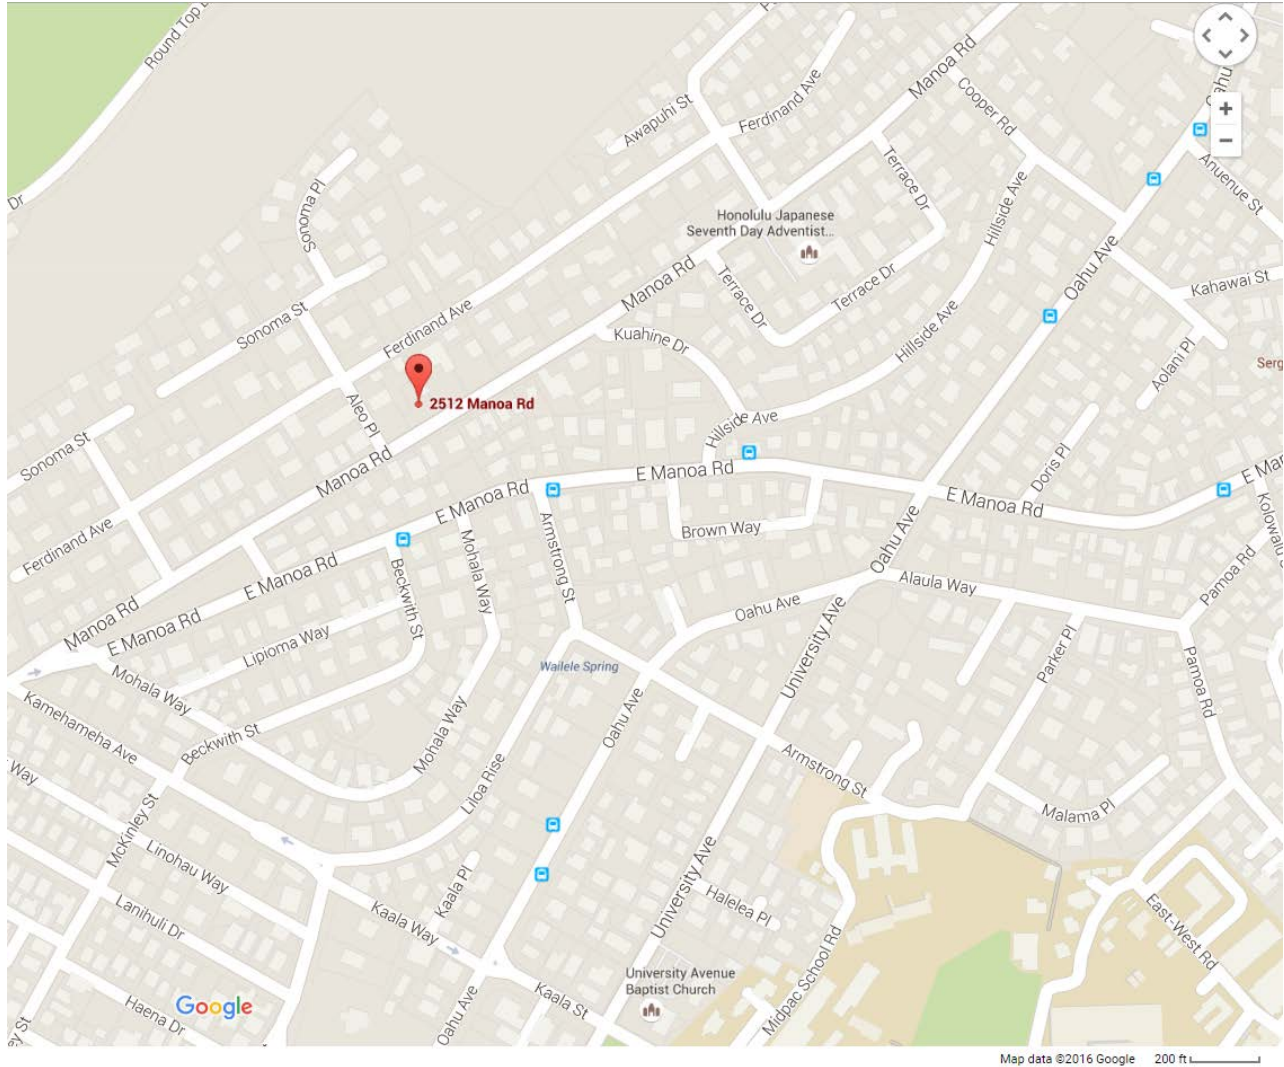 Round Top
Dr
Awapuhi St
Ferdinand Ave
Manoa Rd
Cooper Rd
Oahu
+
−
Anuenue St
Terrace Dr
Hillside Ave
Sonoma Pl
Honolulu Japanese
Seventh Day Adventist...
Manoa Rd
Oahu Ave
Kahawai St
Terrace Dr
Terrace Dr
Sonoma St
Ferdinand Ave
Kuahine Dr
Hillside Ave
Aolani Pl
Serg
2512 Manoa Rd
Aleo Pl
Hillside Ave
Sonoma St
Manoa Rd
E Manoa Rd
Doris Pl
E Manoa Rd
E Manoa Rd
Ferdinand Ave
Armstrong St
Brown Way
Oahu Ave
Mohala Way
E Manoa Rd
Beckwith St
Alaula Way
Pamoa Rd
Manoa Rd
E Manoa Rd
Lipioma Way
Oahu Ave
University Ave
Parker Pl
Wailele Spring
Mohala Way
Pamoa Rd
Kamehameha Ave
Beckwith St
Mohala Way
Oahu Ave
Way
Liloa Rise
Armstrong St
Malama Pl
McKinley St
Linohau Way
University Ave
Kaala Pl
Halelea Pl
Lanihuli Dr
Kaala Way
East-West Rd
Midpac School Rd
University Avenue
Baptist Church
Google
Haena Dr
Oahu Ave
Kaala St
Map data ©2016 Google 200 ft